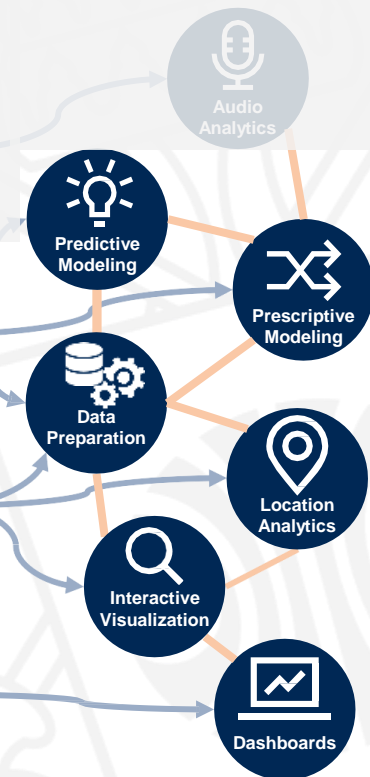 Audio
Analytics
Predictive
Modeling
Prescriptive
Modeling
Data
Preparation
Location
Analytics
Interactive
Visualization
Dashboards